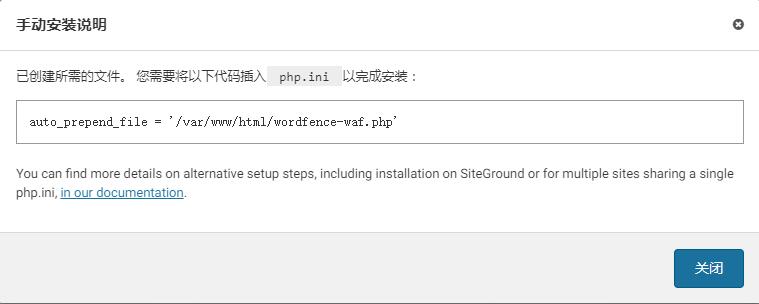 手动安装说明
已创建所需的文件。 您需要将以下代码插入 php.ini 以完成安装：
auto_prepend_file = '/var/www/html/wordfence-waf.php'
You can find more details on alternative setup steps, including installation on SiteGround or for multiple sites sharing a single
php.ini, in our documentation.
关闭